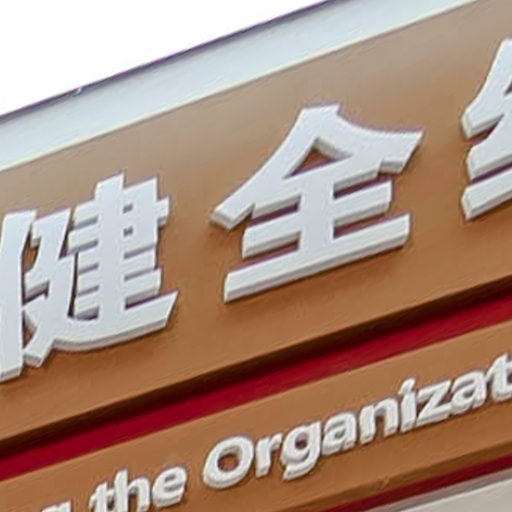 健全
the Organizat